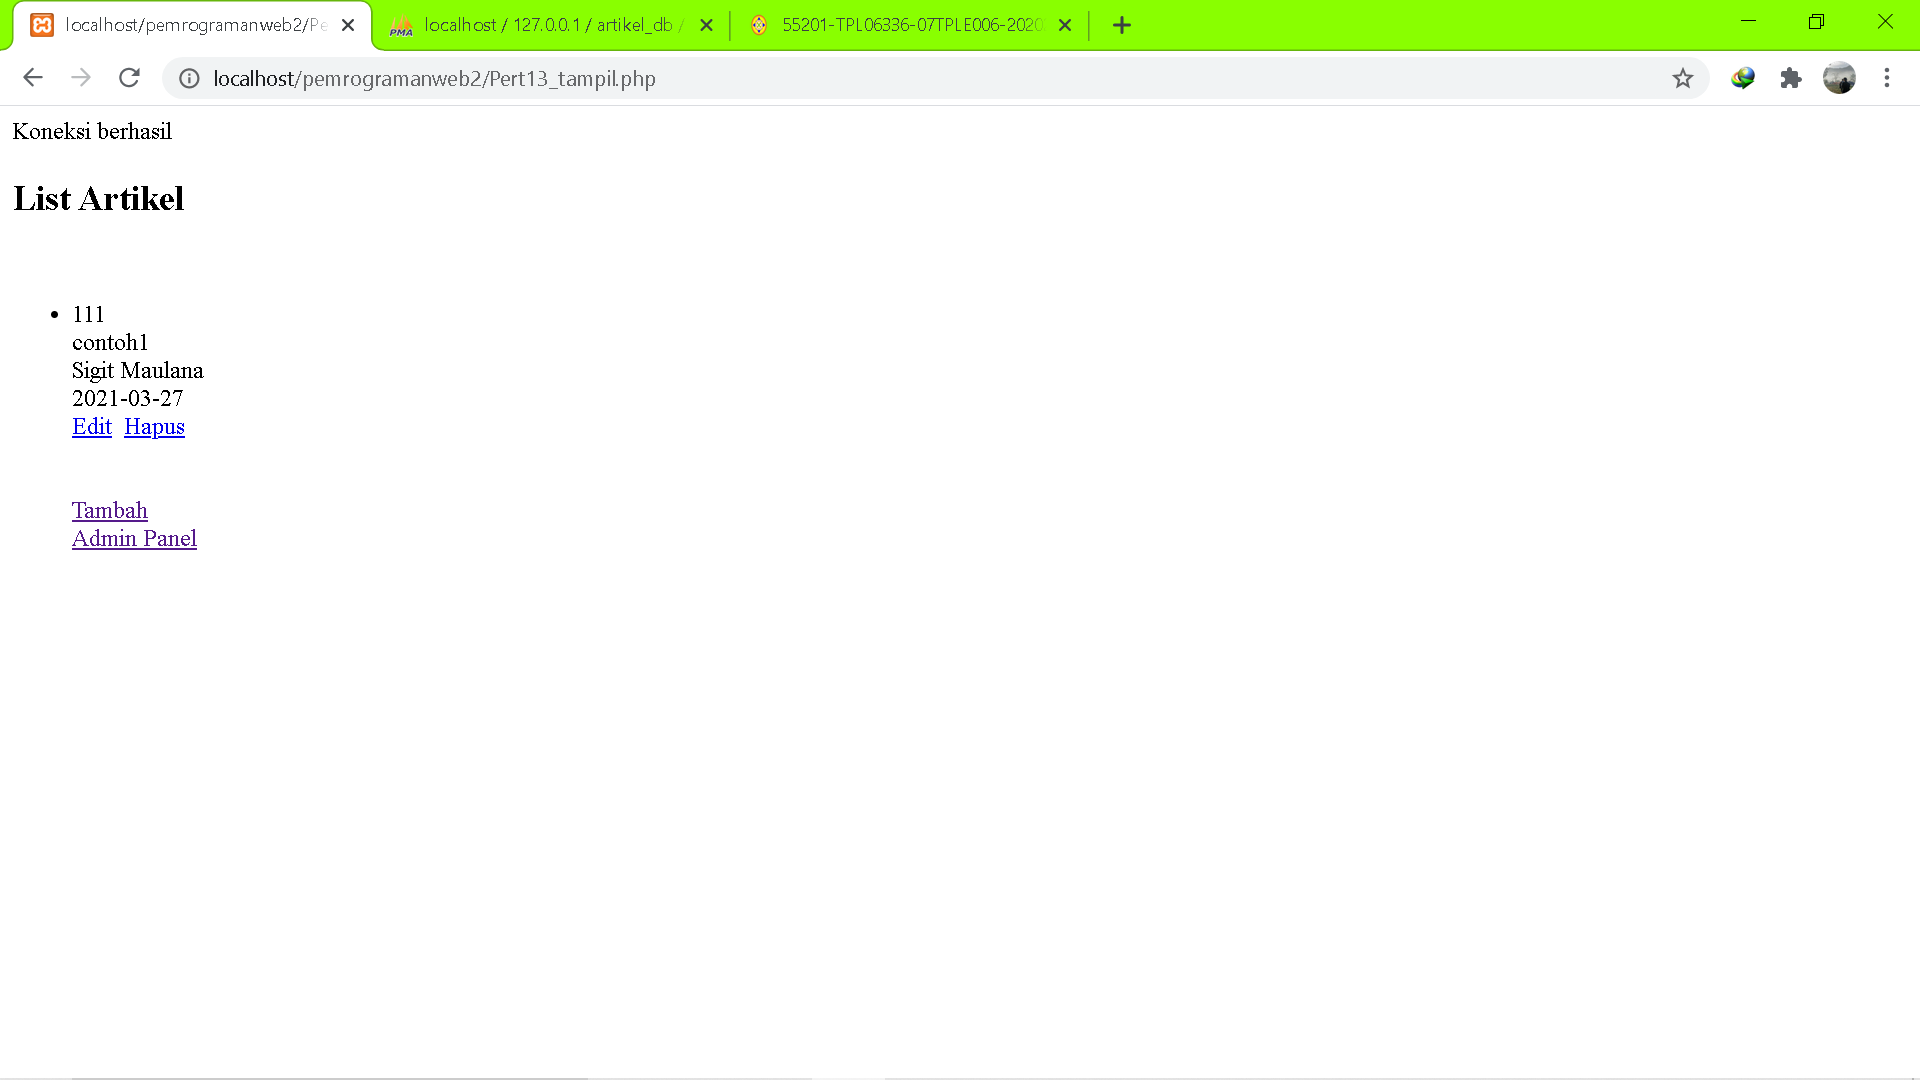 localhost/pemrogramanweb2/Pe
localhost / 127.0.0.1 / artikel_db /
55201-TPL06336-07TPLE006-2020
localhost/pemrogramanweb2/Pert13_tampil.php
Koneksi berhasil
List Artikel
111
contoh1
Sigit Maulana
2021-03-27
Edit Hapus
Tambah
Admin Panel